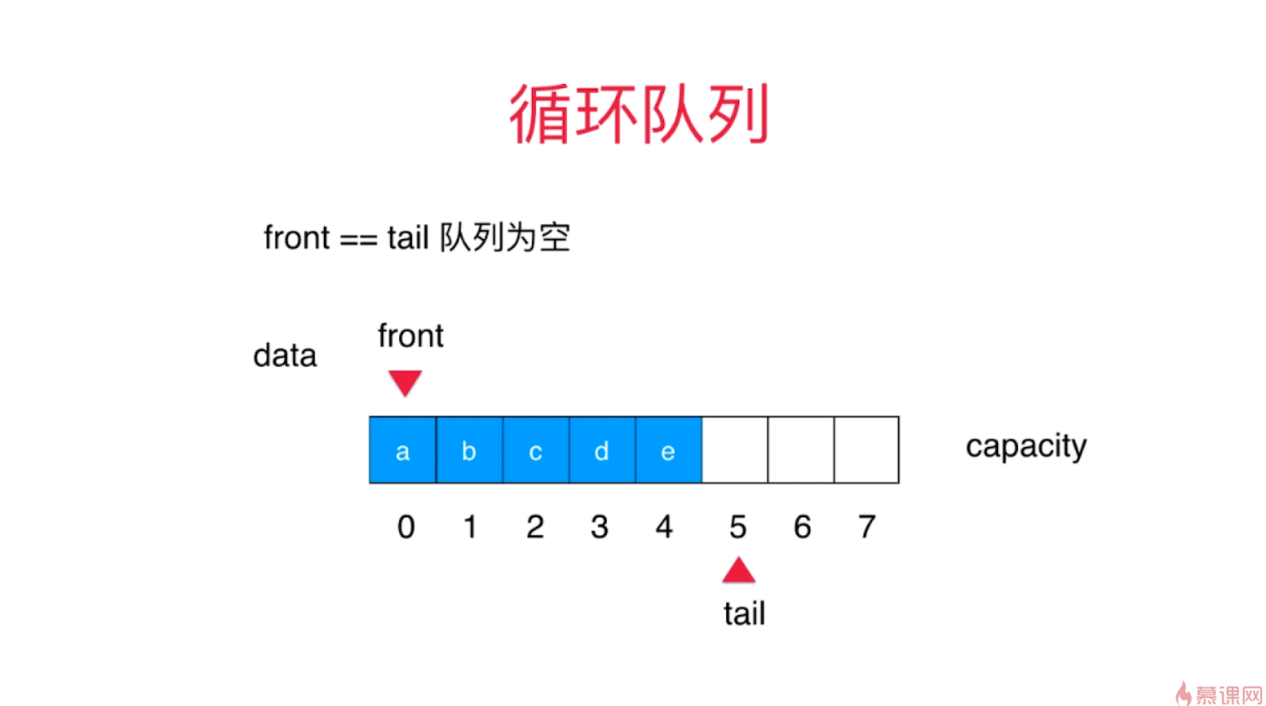 循环队列
front == tail 队列为空
front
data
a b c d e
capacity
0 1 2 3 4 5 6 7
tail
慕课网